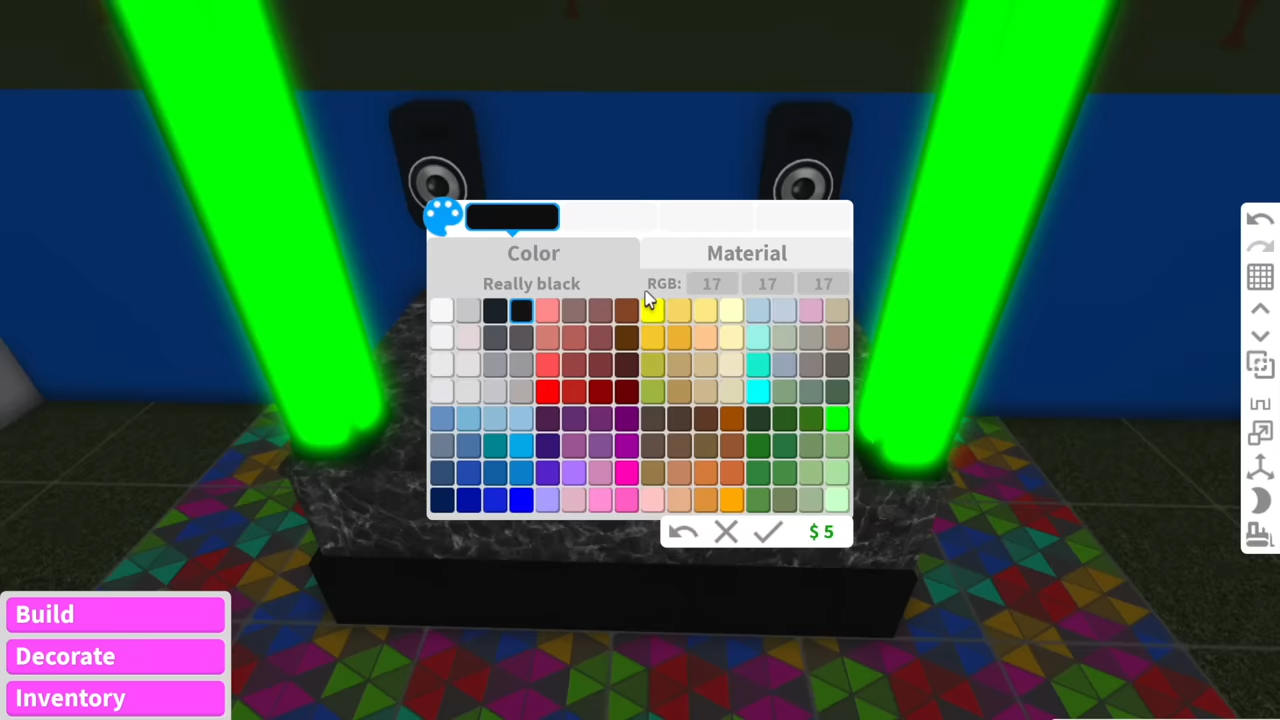 Color
Material
Really black
RGB: 17 17 17
$ 5
Build
Decorate
Inventory